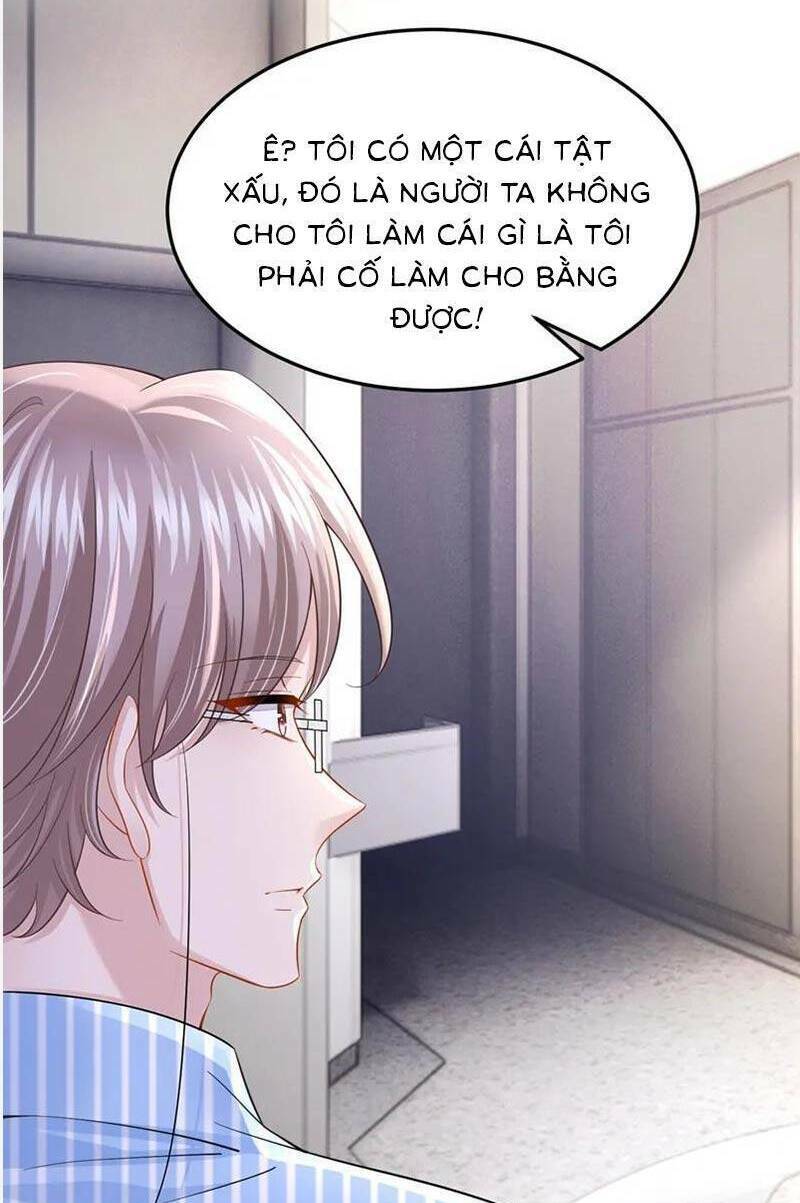 Ê? TÔI CÓ MỘT CÁI TẬT
XẤU, ĐÓ LÀ NGƯỜI TA KHÔNG
CHO TÔI LÀM CÁI GÌ LÀ TÔI
PHẢI CỐ LÀM CHO BẰNG
ĐƯỢC!